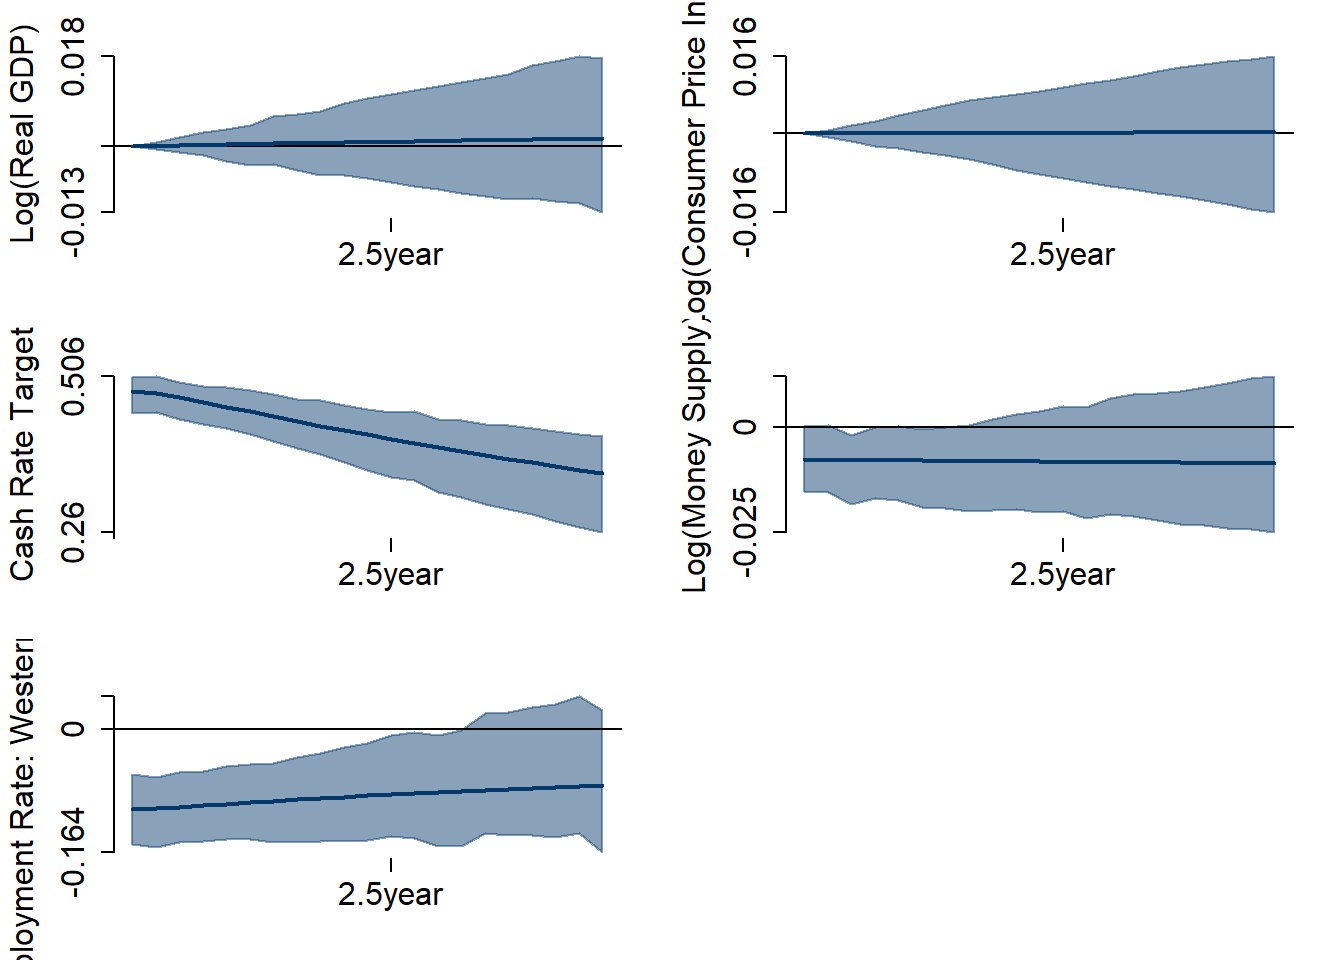 Log(Real GDP)
0.018
-0.013
2.5year
Log(Consumer Price In
0.016
-0.016
2.5year
Cash Rate Target
0.506
0.26
2.5year
Log(Money Supply)
0
-0.025
2.5year
ployment Rate: Western
0
-0.164
2.5year